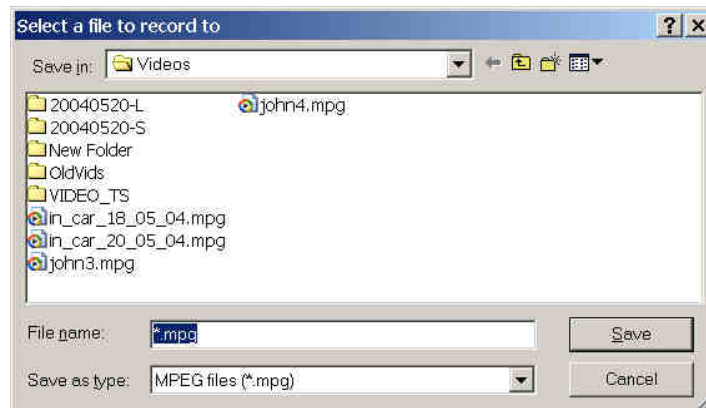 Select a file to record to
Save in: Videos
20040520-L
20040520-S
New Folder
OldVids
VIDEO_TS
in_car_18_05_04.mpg
in_car_20_05_04.mpg
john3.mpg
john4.mpg
File name: *.mpg
Save
Save as type: MPEG files (*.mpg)
Cancel